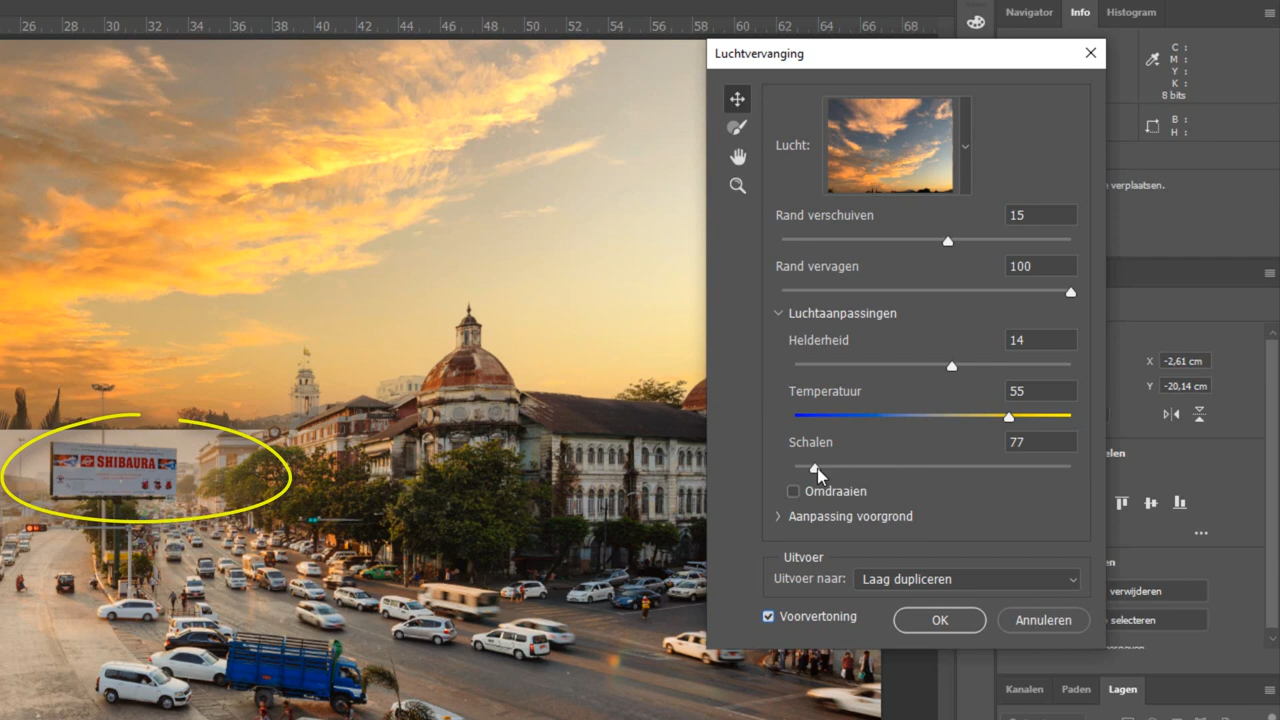 26 28 30 32 34 36 38 40 42 44 46 48 50 52 54 56 58 60 62 64 66 68
Navigator Info Histogram
C :
M :
Y :
K :
8 bits
B :
H :
verplaatsen.
Luchtvervanging
Lucht:
Rand verschuiven 15
Rand vervagen 100
Luchtaanpassingen
Helderheid 14
Temperatuur 55
Schalen 77
Omdraaien
Aanpassing voorgrond
Uitvoer
Uitvoer naar: Laag dupliceren
Voorvertoning OK Annuleren
X -2,61 cm
Y -20,14 cm
elen
en
verwijderen
selecteren
Kanalen Paden Lagen
SHIBAURA